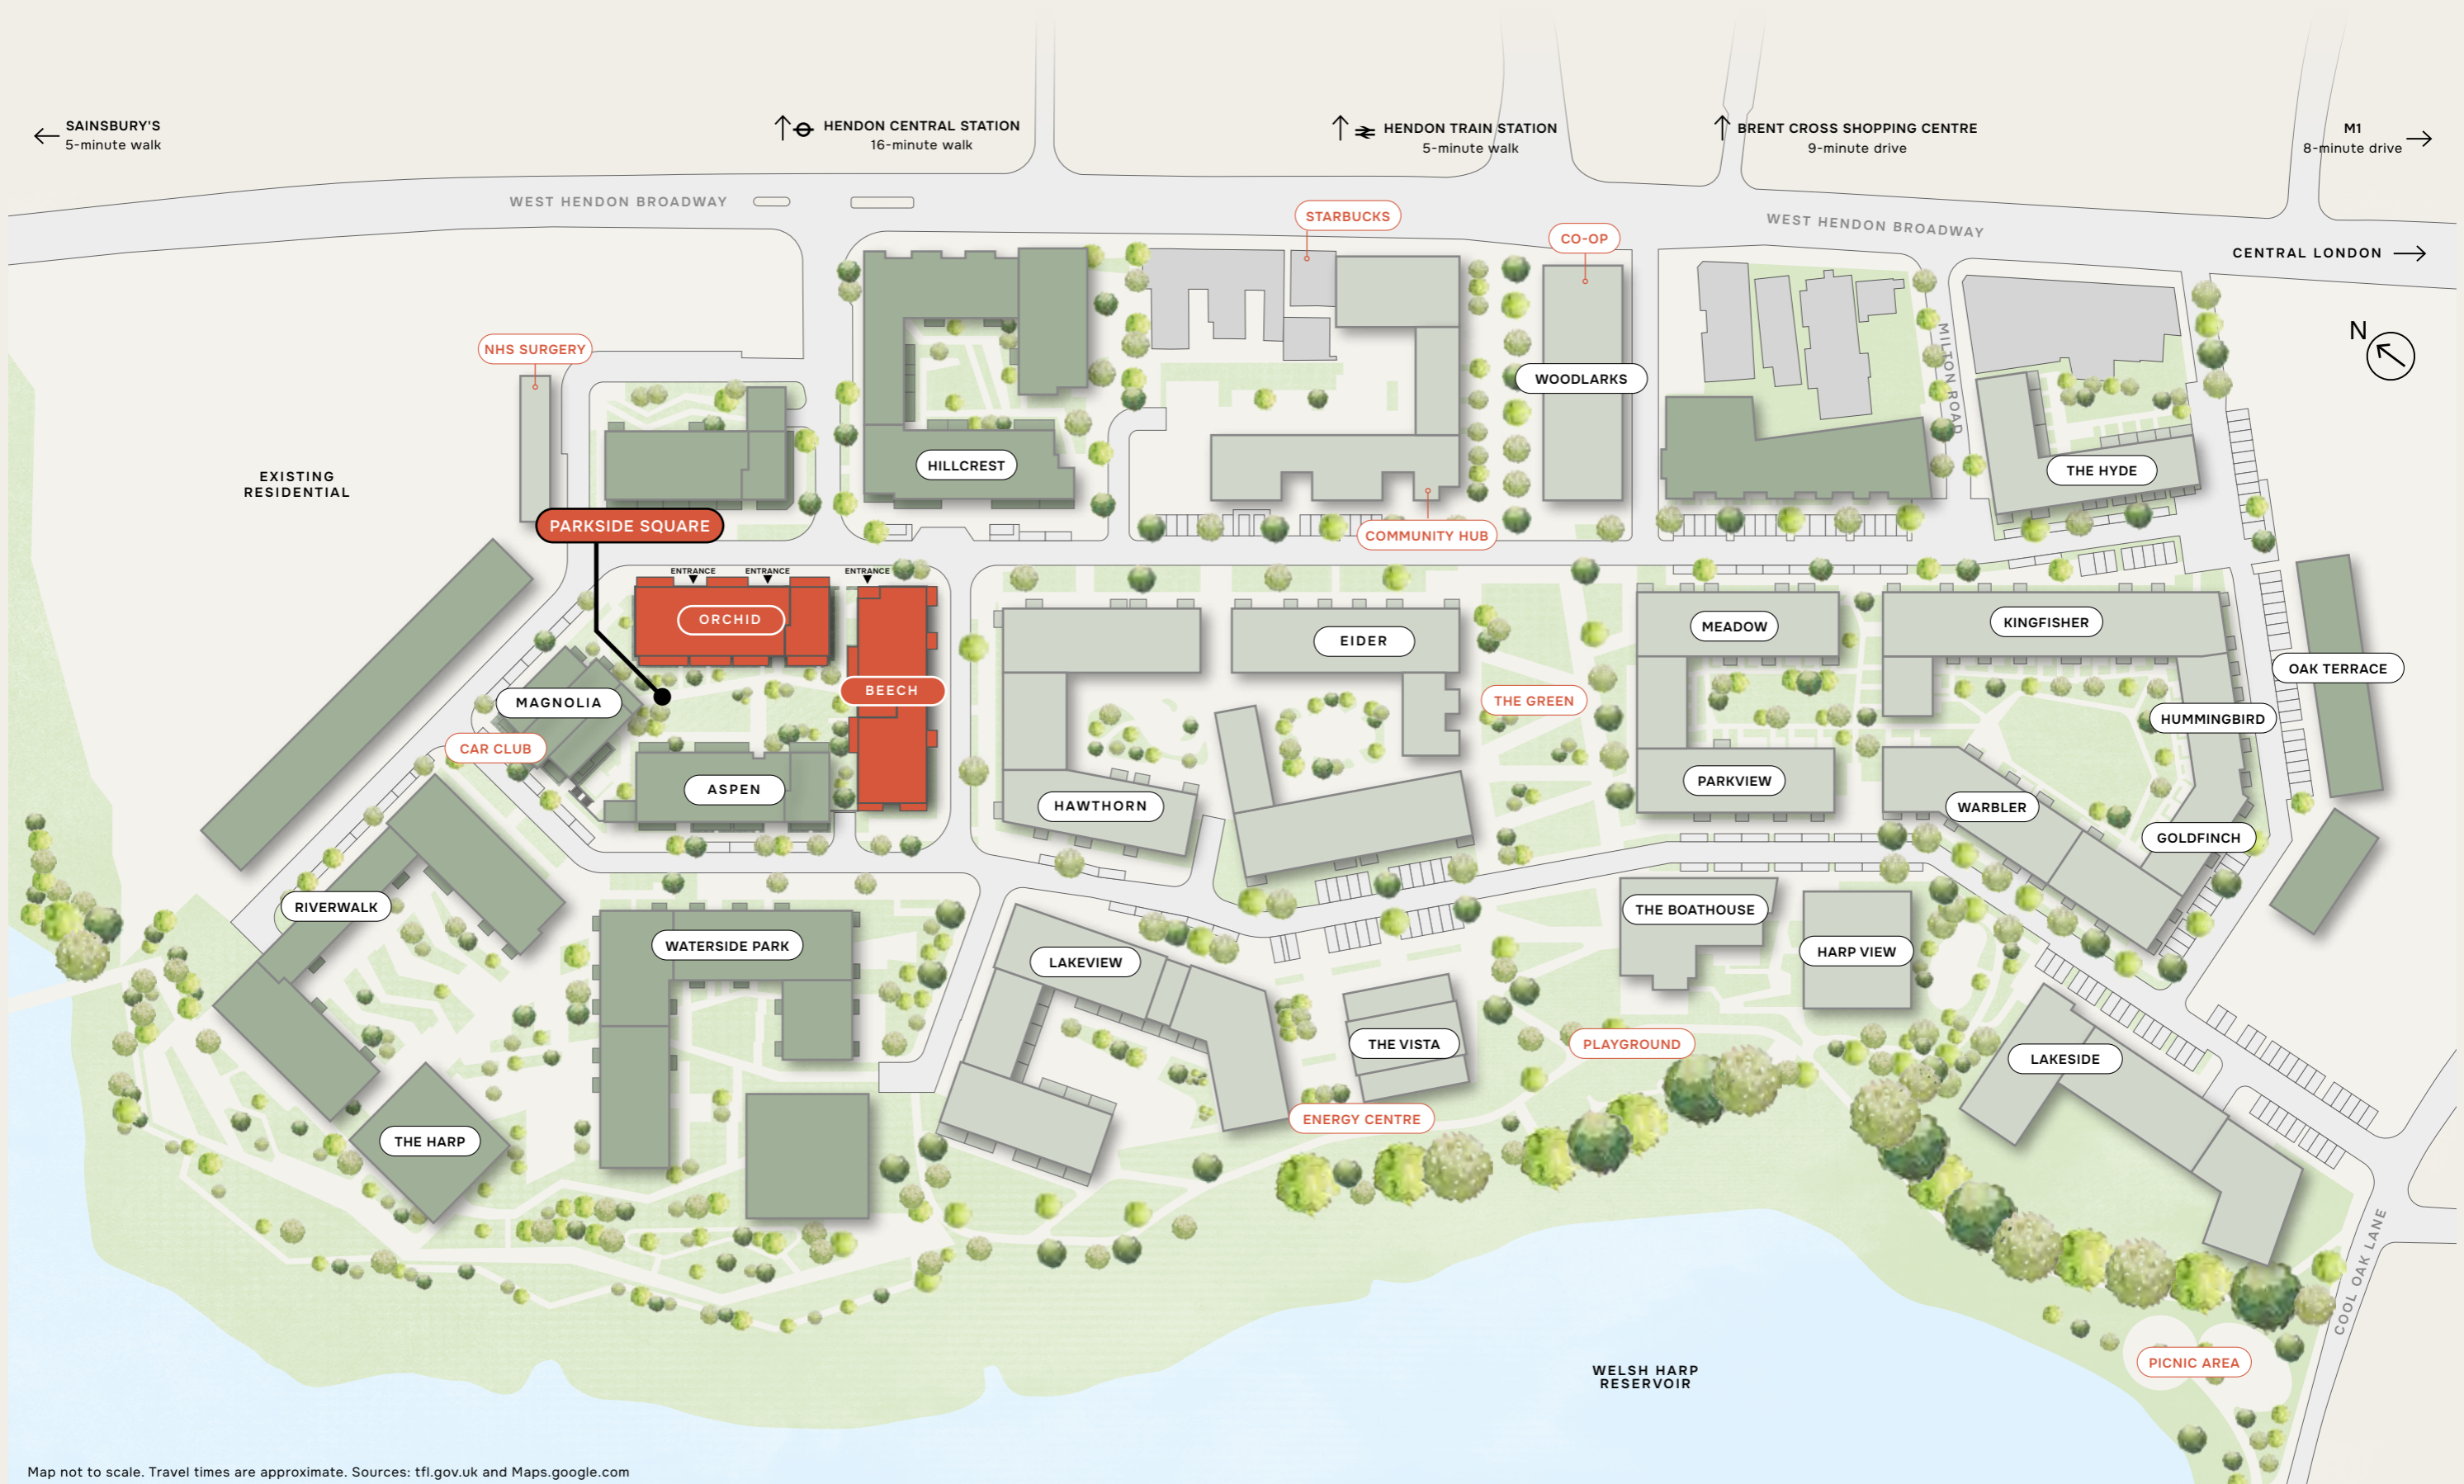 SAINSBURY'S
5-minute walk
HENDON CENTRAL STATION
16-minute walk
HENDON TRAIN STATION
5-minute walk
BRENT CROSS SHOPPING CENTRE
9-minute drive
M1
8-minute drive
WEST HENDON BROADWAY
STARBUCKS
CO-OP
WEST HENDON BROADWAY
CENTRAL LONDON
N
NHS SURGERY
MILTON ROAD
WOODLARKS
HILLCREST
THE HYDE
EXISTING
RESIDENTIAL
PARKSIDE SQUARE
COMMUNITY HUB
ENTRANCE
ENTRANCE
ENTRANCE
ORCHID
EIDER
MEADOW
KINGFISHER
OAK TERRACE
BEECH
MAGNOLIA
THE GREEN
HUMMINGBIRD
CAR CLUB
ASPEN
HAWTHORN
PARKVIEW
WARBLER
GOLDFINCH
RIVERWALK
THE BOATHOUSE
WATERSIDE PARK
LAKEVIEW
HARP VIEW
THE VISTA
PLAYGROUND
LAKESIDE
ENERGY CENTRE
THE HARP
COOL OAK LANE
PICNIC AREA
WELSH HARP
RESERVOIR
Map not to scale. Travel times are approximate. Sources: tfl.gov.uk and Maps.google.com